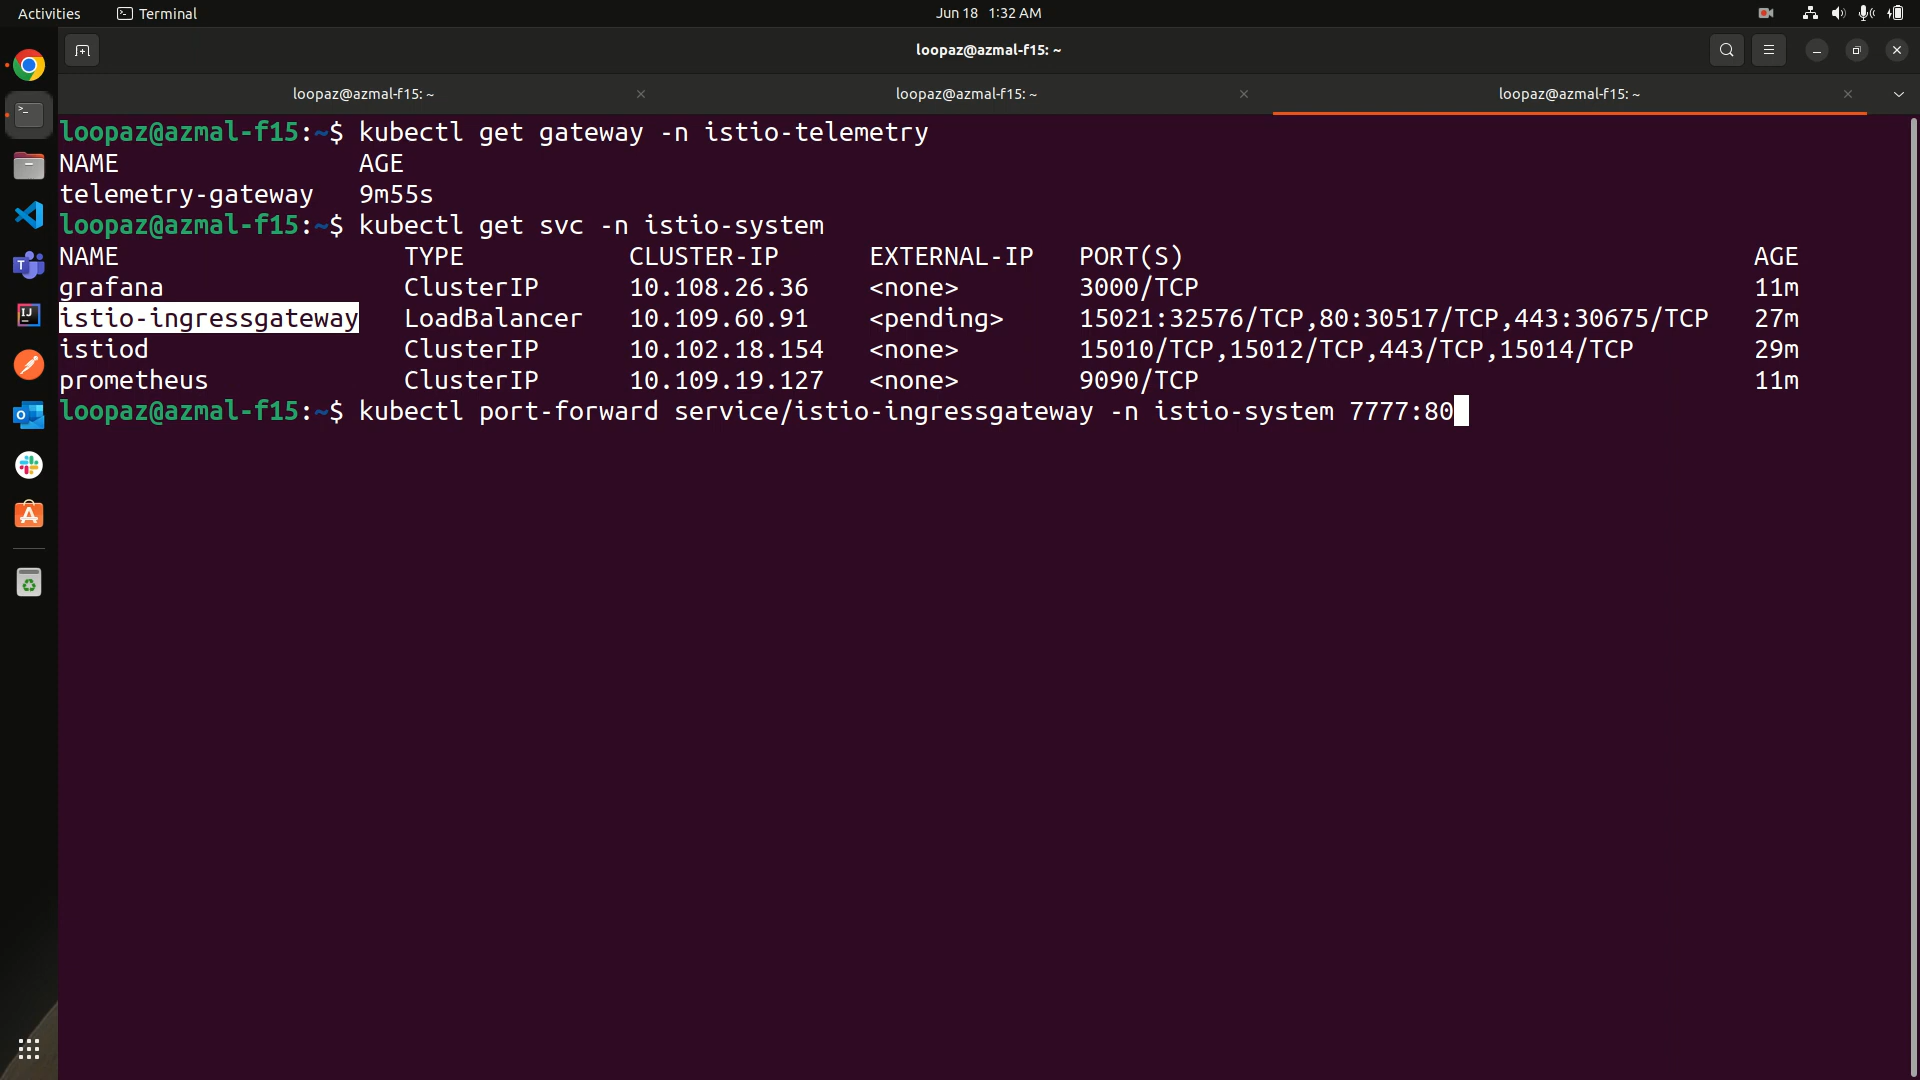 Activities Terminal Jun 18 1:32 AM
loopaz@azmal-f15: ~
loopaz@azmal-f15: ~ loopaz@azmal-f15: ~ loopaz@azmal-f15: ~
loopaz@azmal-f15:~$ kubectl get gateway -n istio-telemetry
NAME AGE
telemetry-gateway 9m55s
loopaz@azmal-f15:~$ kubectl get svc -n istio-system
NAME TYPE CLUSTER-IP EXTERNAL-IP PORT(S) AGE
grafana ClusterIP 10.108.26.36 <none> 3000/TCP 11m
istio-ingressgateway LoadBalancer 10.109.60.91 <pending> 15021:32576/TCP,80:30517/TCP,443:30675/TCP 27m
istiod ClusterIP 10.102.18.154 <none> 15010/TCP,15012/TCP,443/TCP,15014/TCP 29m
prometheus ClusterIP 10.109.19.127 <none> 9090/TCP 11m
loopaz@azmal-f15:~$ kubectl port-forward service/istio-ingressgateway -n istio-system 7777:80